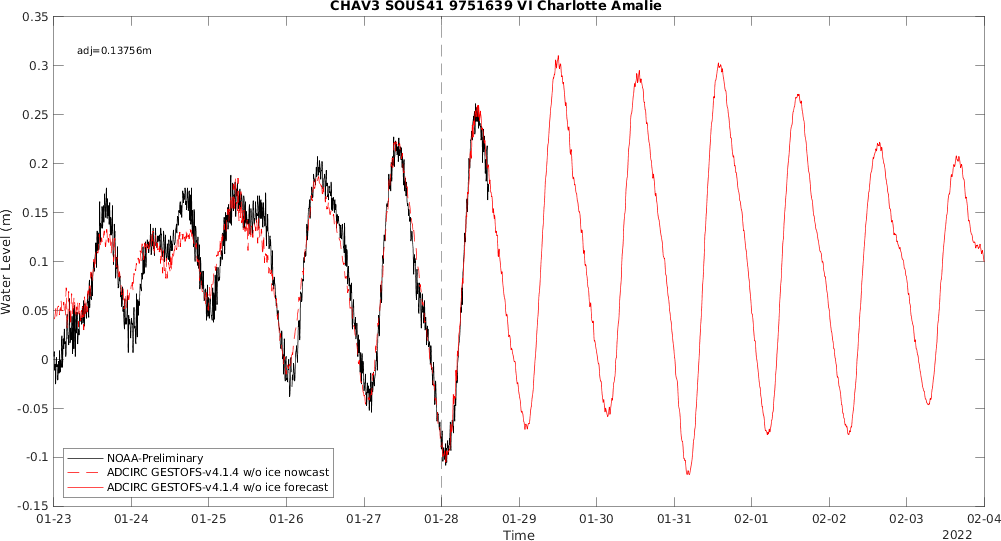 CHAV3 SOUS41 9751639 VI Charlotte Amalie
adj=0.13756m
Water Level (m)
0.35
0.3
0.25
0.2
0.15
0.1
0.05
0
-0.05
-0.1
-0.15
NOAA-Preliminary
ADCIRC GESTOFS-v4.1.4 w/o ice nowcast
ADCIRC GESTOFS-v4.1.4 w/o ice forecast
01-23 01-24 01-25 01-26 01-27 01-28 01-29 01-30 01-31 02-01 02-02 02-03 02-04
Time
2022